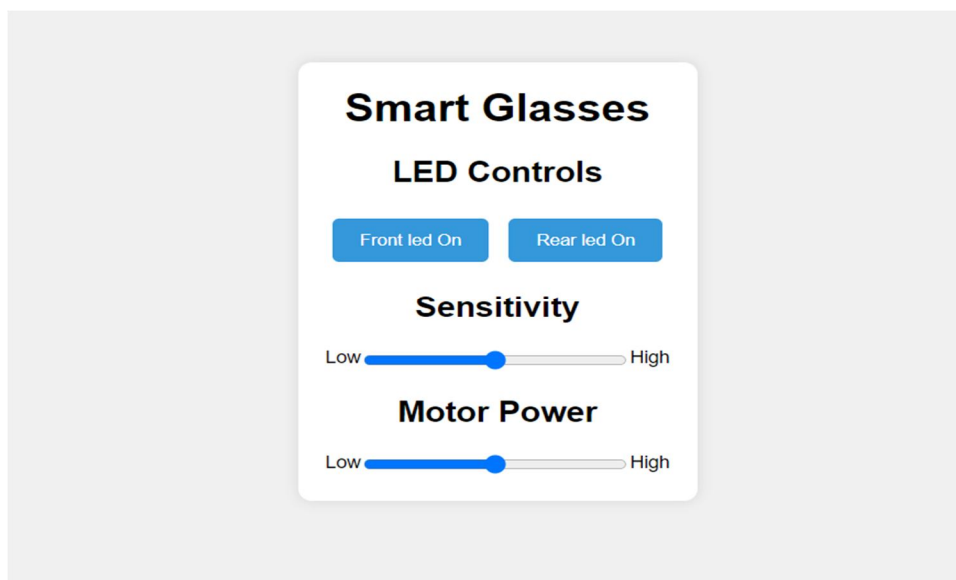 Smart Glasses
LED Controls
Front led On Rear led On
Sensitivity
Low High
Motor Power
Low High